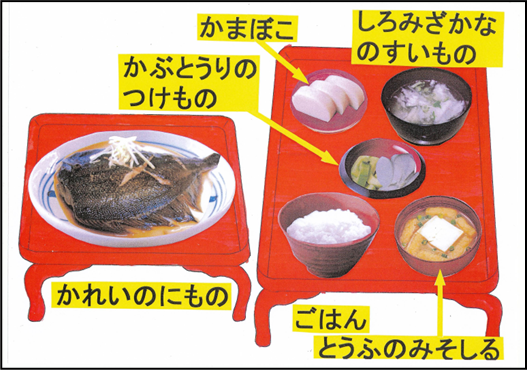 かまぼこ
しろみざかな
のすいもの
かぶとうりの
つけもの
かれいのにもの
ごはん
とうふのみそしる